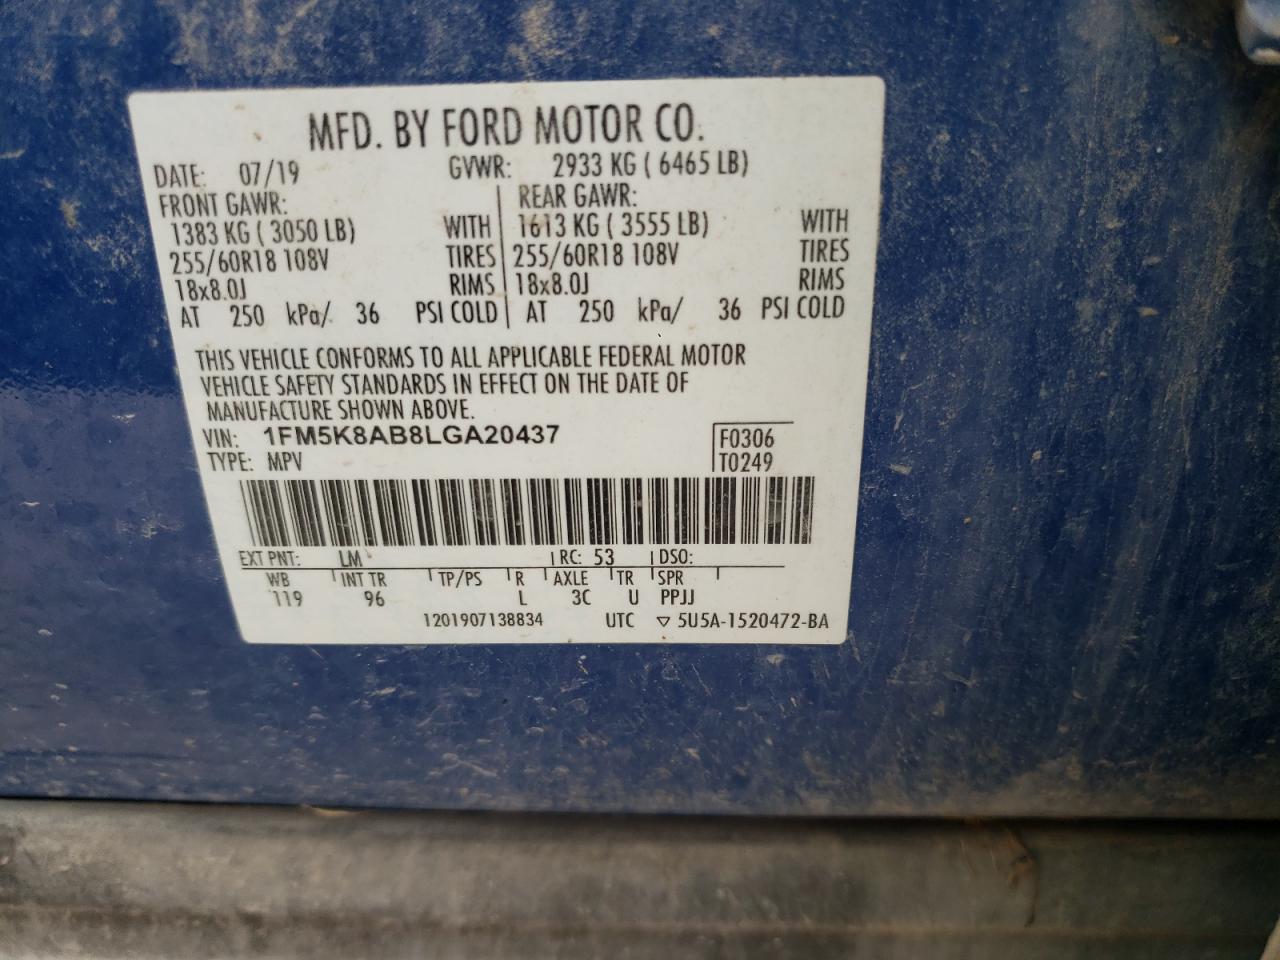 MFD. BY FORD MOTOR CO.
DATE: 07/19 GVWR: 2933 KG ( 6465 LB)
FRONT GAWR: REAR GAWR:
1383 KG ( 3050 LB) WITH 1613 KG ( 3555 LB) WITH
255/60R18 108V TIRES 255/60R18 108V TIRES
18x8.0J RIMS 18x8.0J RIMS
AT 250 kPa/ 36 PSI COLD AT 250 kPa/ 36 PSI COLD
THIS VEHICLE CONFORMS TO ALL APPLICABLE FEDERAL MOTOR
VEHICLE SAFETY STANDARDS IN EFFECT ON THE DATE OF
MANUFACTURE SHOWN ABOVE.
VIN: 1FM5K8AB8LGA20437 F0306
TYPE: MPV T0249
EXT PNT: LM RC: 53 DSO:
WB INT TR TP/PS R AXLE TR SPR
119 96 L 3C U PPJJ
1201907138834 UTC ▽ 5U5A-1520472-BA